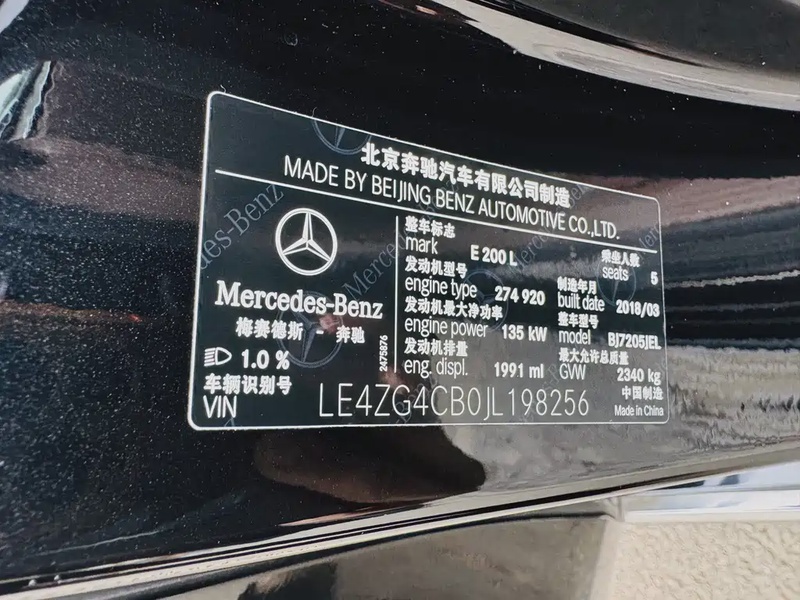 北京奔驰汽车有限公司制造
MADE BY BEIJING BENZ AUTOMOTIVE CO.,LTD.
Mercedes-Benz
梅赛德斯 - 奔驰
1.0 %
2475876
整车标志
mark E 200 L
乘坐人数
seats 5
发动机型号
engine type 274 920
制造年月
built date 2018/03
发动机最大净功率
engine power 135 kW
整车型号
model BJ7205JEL
发动机排量
eng. displ. 1991 ml
最大允许总质量
GVW 2340 kg
车辆识别号
VIN LE4ZG4CB0JL198256
中国制造
Made in China